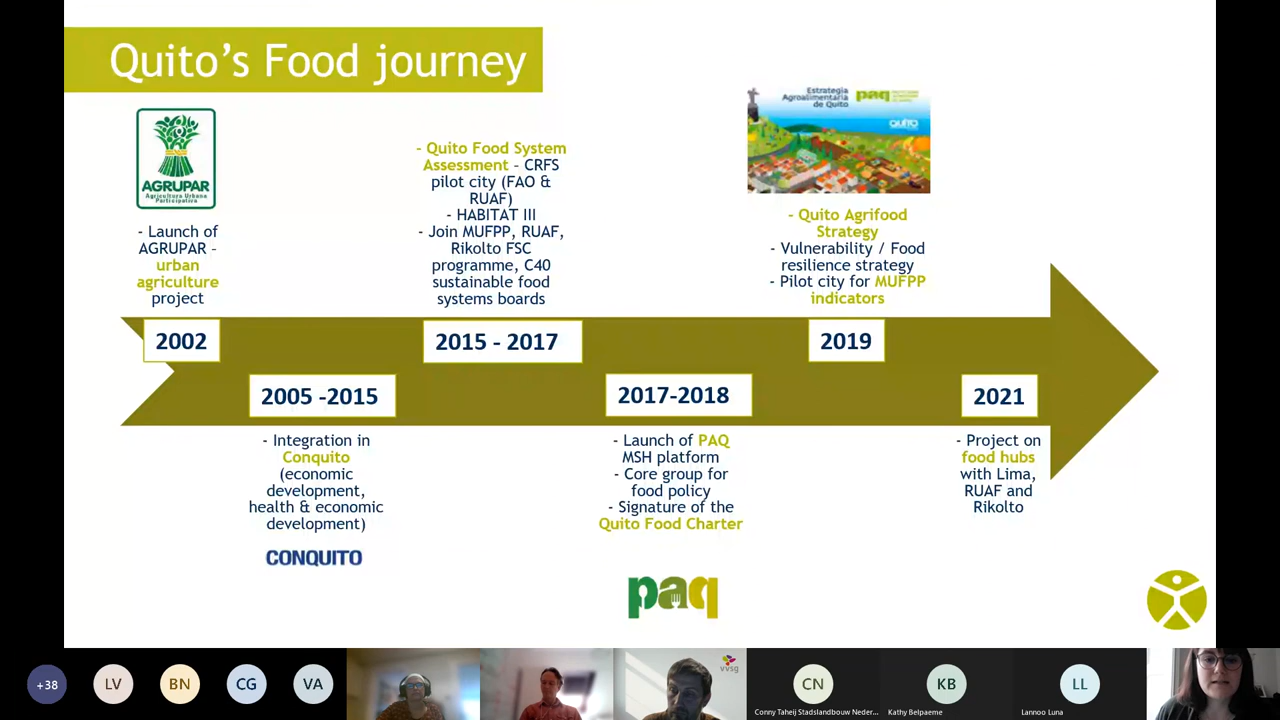 Quito's Food journey
AGRUPAR
Agricultura Urbana
Participativa
- Launch of
AGRUPAR –
urban
agriculture
project
2002
2005 -2015
- Integration in
Conquito
(economic
development,
health & economic
development)
CONQUITO
- Quito Food System
Assessment – CRFS
pilot city (FAO &
RUAF)
- HABITAT III
- Join MUFPP, RUAF,
Rikolto FSC
programme, C40
sustainable food
systems boards
2015 - 2017
2017-2018
- Launch of PAQ
MSH platform
- Core group for
food policy
- Signature of the
Quito Food Charter
paq
Estrategia
Agroalimentaria
de Quito
paq
QUITO
- Quito Agrifood
Strategy
- Vulnerability / Food
resilience strategy
- Pilot city for MUFPP
indicators
2019
2021
- Project on
food hubs
with Lima,
RUAF and
Rikolto
+38
LV
BN
CG
VA
vvsg
CN
Conny Taheij Stadslandbouw Neder...
KB
Kathy Belpaeme
LL
Lannoo Luna